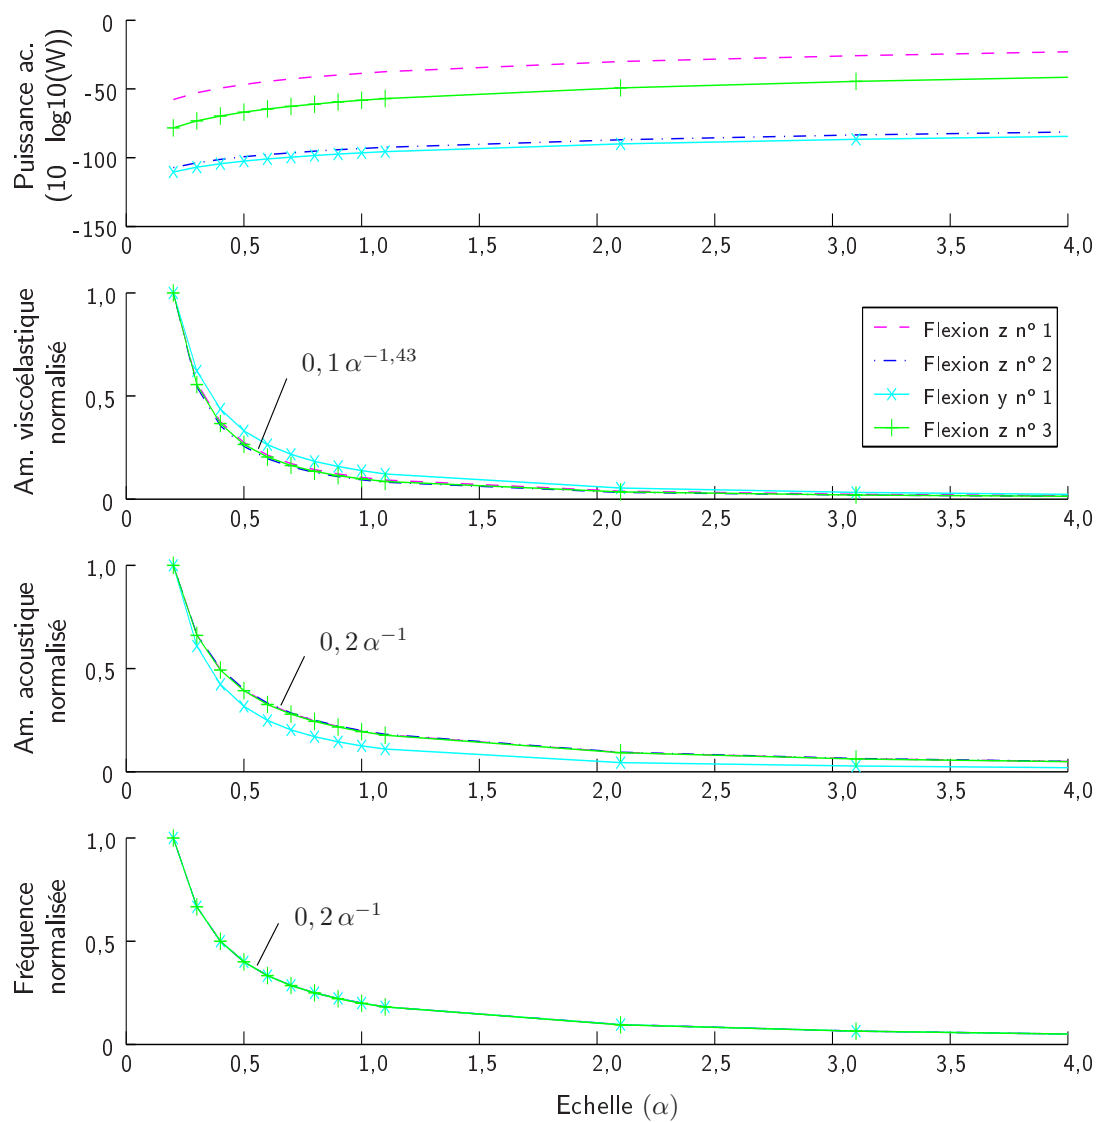 Puissance ac.
(10 log10(W))
0
-50
-100
-150
0 0,5 1,0 1,5 2,0 2,5 3,0 3,5 4,0
Am. viscoélastique
normalisé
1,0
0,5
0
0, 1 α^{−1,43}
Flexion z nº 1
Flexion z nº 2
Flexion y nº 1
Flexion z nº 3
0 0,5 1,0 1,5 2,0 2,5 3,0 3,5 4,0
Am. acoustique
normalisé
1,0
0,5
0
0, 2 α^{−1}
0 0,5 1,0 1,5 2,0 2,5 3,0 3,5 4,0
Fréquence
normalisée
1,0
0,5
0
0, 2 α^{−1}
0 0,5 1,0 1,5 2,0 2,5 3,0 3,5 4,0
Echelle (α)